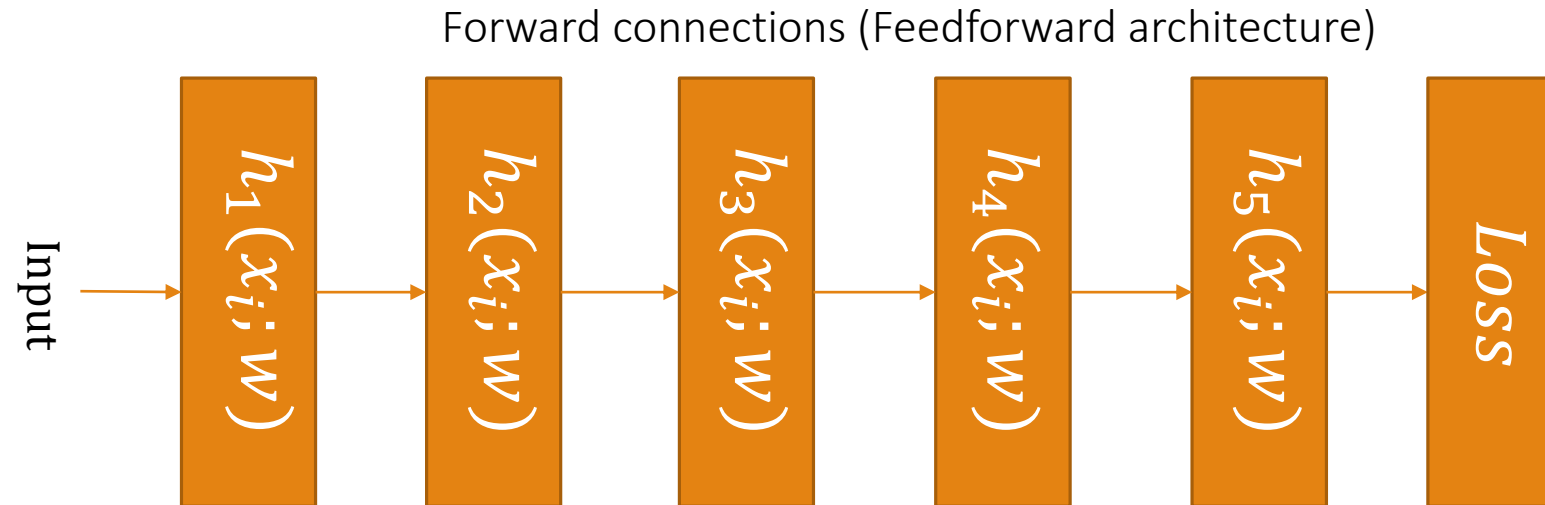 Forward connections (Feedforward architecture)
Input
h₁(xᵢ; w)
h₂(xᵢ; w)
h₃(xᵢ; w)
h₄(xᵢ; w)
h₅(xᵢ; w)
Loss